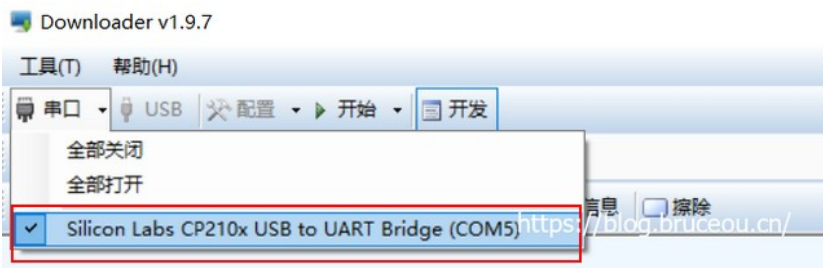 Downloader v1.9.7
工具(T) 帮助(H)
串口 USB 配置 开始 开发
全部关闭
全部打开
信息 擦除
Silicon Labs CP210x USB to UART Bridge (COM5)
https://blog.bruceou.cn/